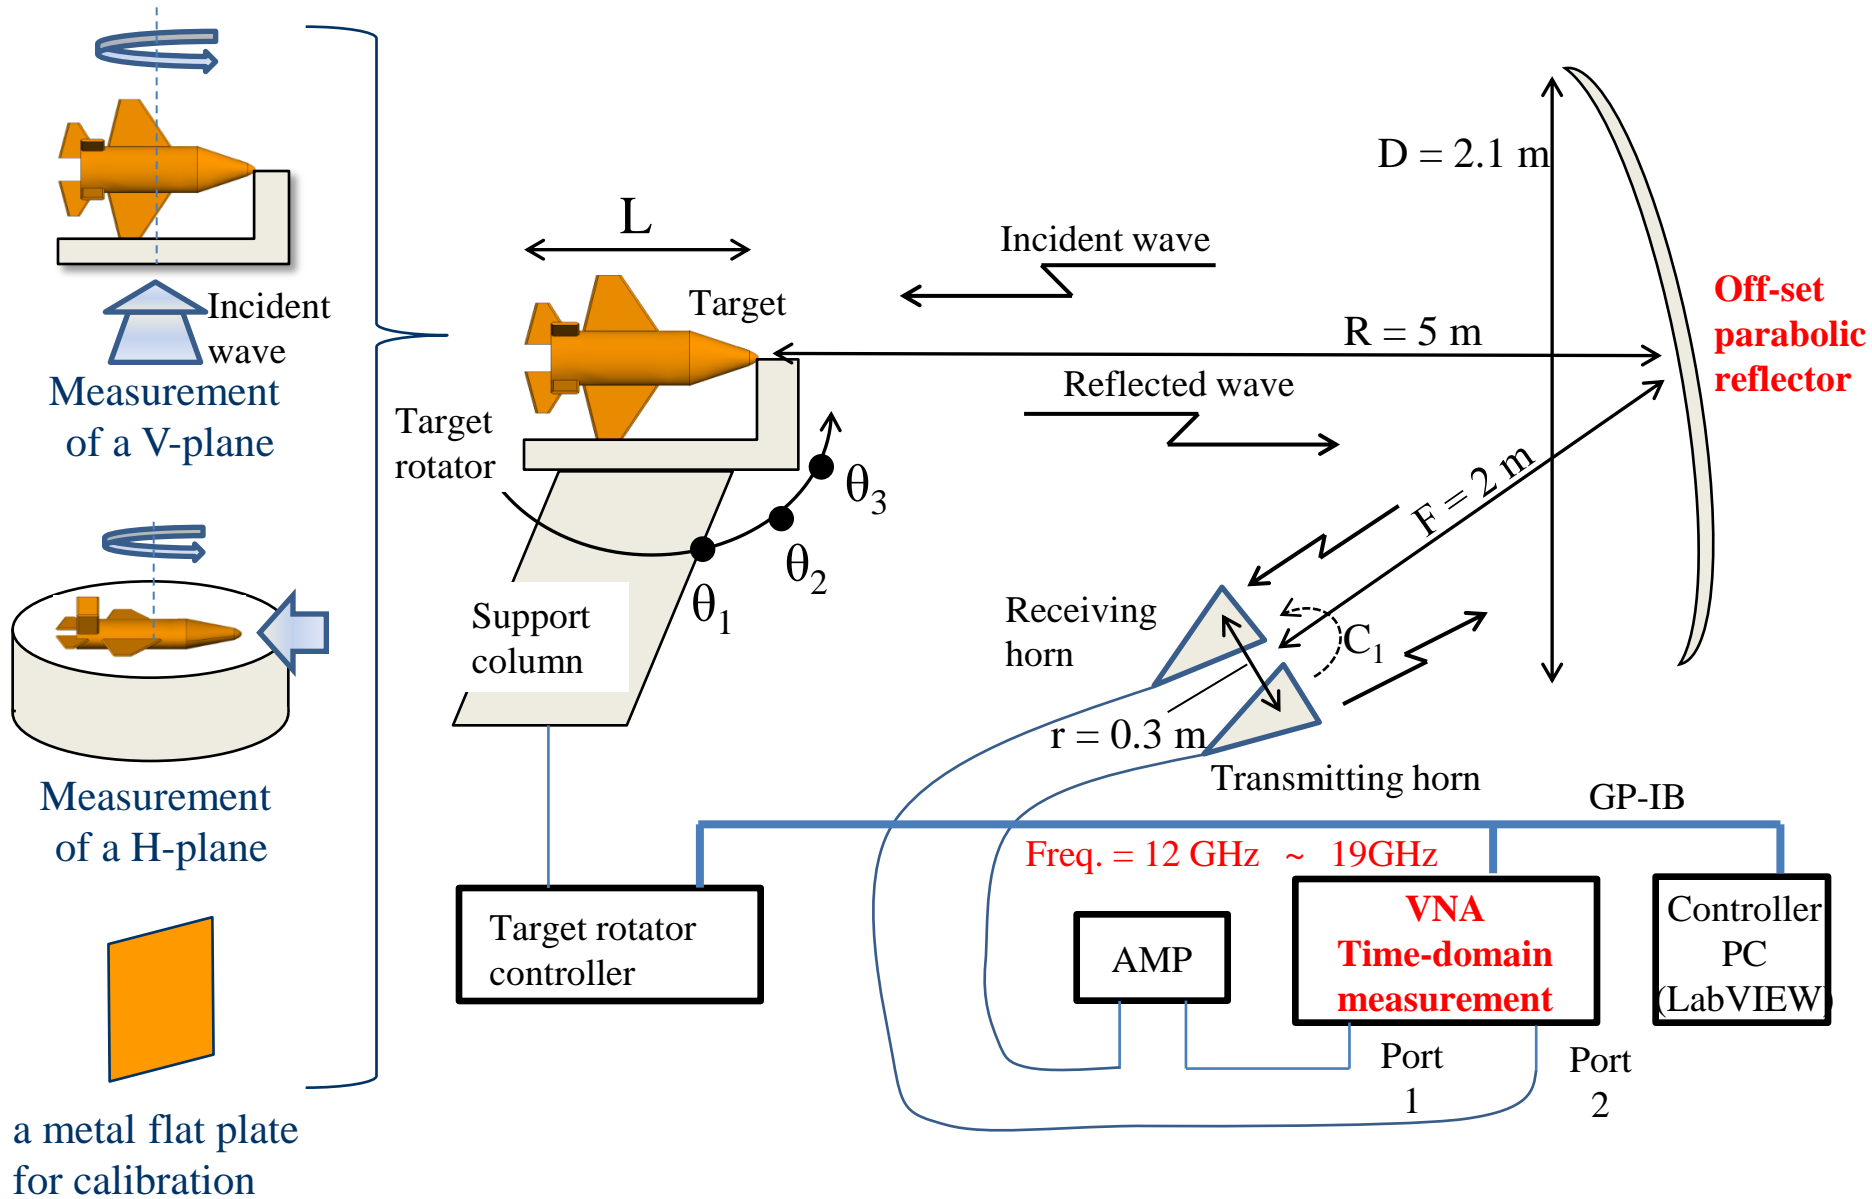 Incident
wave
Measurement
of a V-plane
Measurement
of a H-plane
a metal flat plate
for calibration
L
Target
Target
rotator
θ1
θ2
θ3
Support
column
Incident wave
R = 5 m
Reflected wave
D = 2.1 m
Off-set
parabolic
reflector
F = 2 m
Receiving
horn
C1
r = 0.3 m
Transmitting horn
GP-IB
Freq. = 12 GHz ~ 19GHz
Target rotator
controller
AMP
VNA
Time-domain
measurement
Controller
PC
(LabVIEW)
Port
1
Port
2